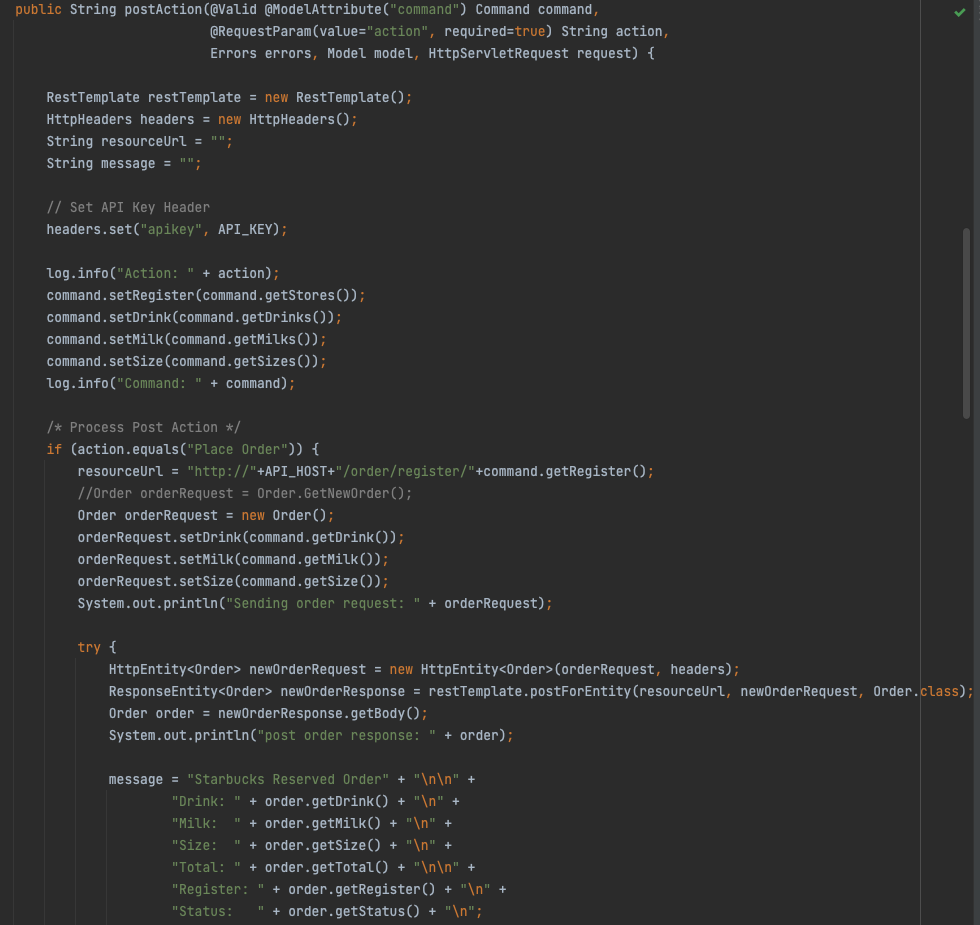 public String postAction(@Valid @ModelAttribute("command") Command command,
                         @RequestParam(value="action", required=true) String action,
                         Errors errors, Model model, HttpServletRequest request) {

    RestTemplate restTemplate = new RestTemplate();
    HttpHeaders headers = new HttpHeaders();
    String resourceUrl = "";
    String message = "";

    // Set API Key Header
    headers.set("apikey", API_KEY);

    log.info("Action: " + action);
    command.setRegister(command.getStores());
    command.setDrink(command.getDrinks());
    command.setMilk(command.getMilks());
    command.setSize(command.getSizes());
    log.info("Command: " + command);

    /* Process Post Action */
    if (action.equals("Place Order")) {
        resourceUrl = "http://"+API_HOST+"/order/register/"+command.getRegister();
        //Order orderRequest = Order.GetNewOrder();
        Order orderRequest = new Order();
        orderRequest.setDrink(command.getDrink());
        orderRequest.setMilk(command.getMilk());
        orderRequest.setSize(command.getSize());
        System.out.println("Sending order request: " + orderRequest);

        try {
            HttpEntity<Order> newOrderRequest = new HttpEntity<Order>(orderRequest, headers);
            ResponseEntity<Order> newOrderResponse = restTemplate.postForEntity(resourceUrl, newOrderRequest, Order.class);
            Order order = newOrderResponse.getBody();
            System.out.println("post order response: " + order);

            message = "Starbucks Reserved Order" + "\n\n" +
                    "Drink: " + order.getDrink() + "\n" +
                    "Milk:  " + order.getMilk() + "\n" +
                    "Size:  " + order.getSize() + "\n" +
                    "Total: " + order.getTotal() + "\n\n" +
                    "Register: " + order.getRegister() + "\n" +
                    "Status:   " + order.getStatus() + "\n";